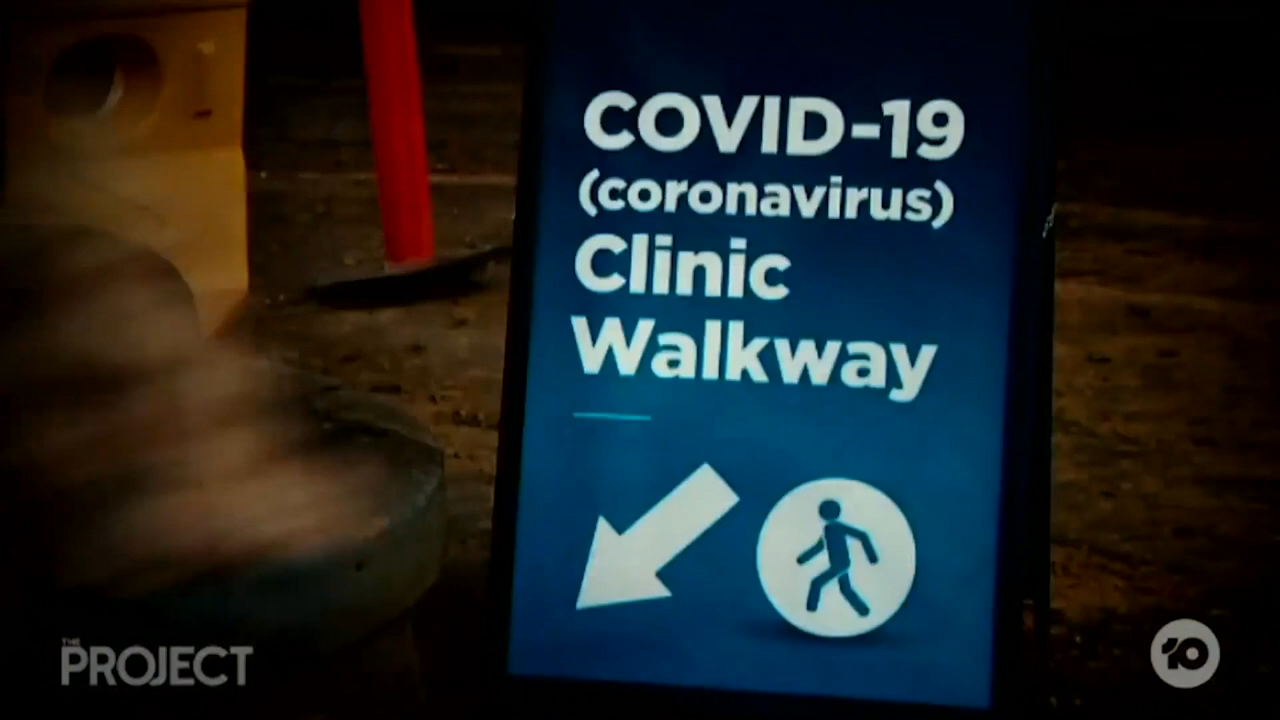 COVID-19
(coronavirus)
Clinic
Walkway
THE
PROJECT
10